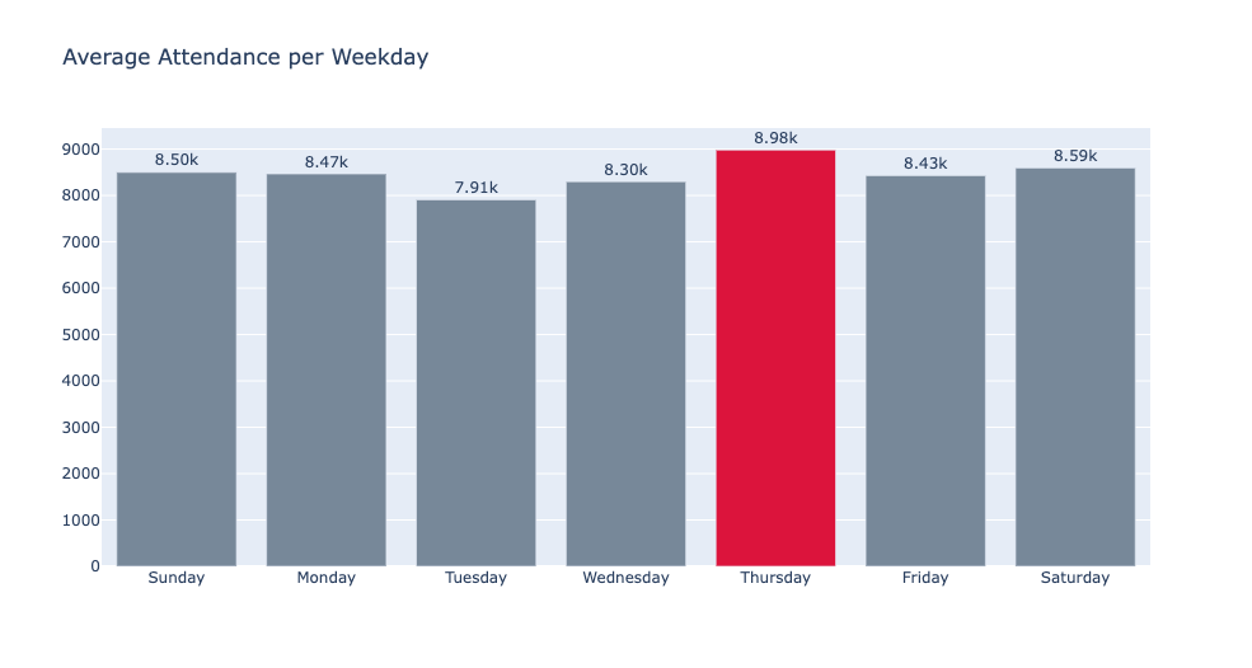 Average Attendance per Weekday
8.98k
9000
8.50k
8.47k
8.59k
8.30k
8.43k
7.91k
8000
7000
6000
5000
4000
3000
2000
1000
0
Sunday Monday Tuesday Wednesday Thursday Friday Saturday